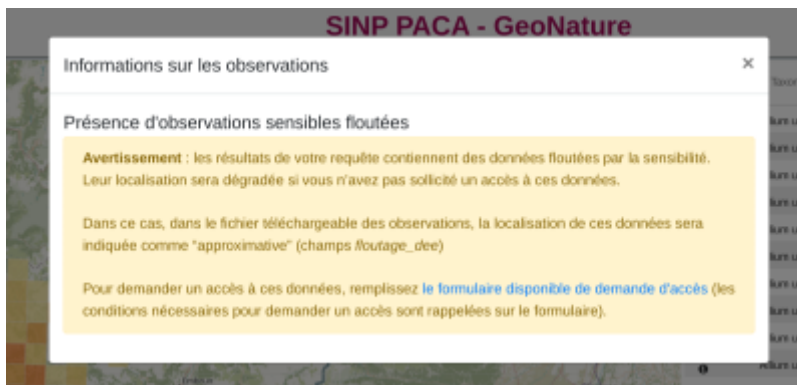 SINP PACA - GeoNature
Informations sur les observations
×
Présence d'observations sensibles floutées
Avertissement : les résultats de votre requête contiennent des données floutées par la sensibilité.
Leur localisation sera dégradée si vous n'avez pas sollicité un accès à ces données.
Dans ce cas, dans le fichier téléchargeable des observations, la localisation de ces données sera
indiquée comme "approximative" (champs floutage_dee)
Pour demander un accès à ces données, remplissez le formulaire disponible de demande d'accès (les
conditions nécessaires pour demander un accès sont rappelées sur le formulaire).